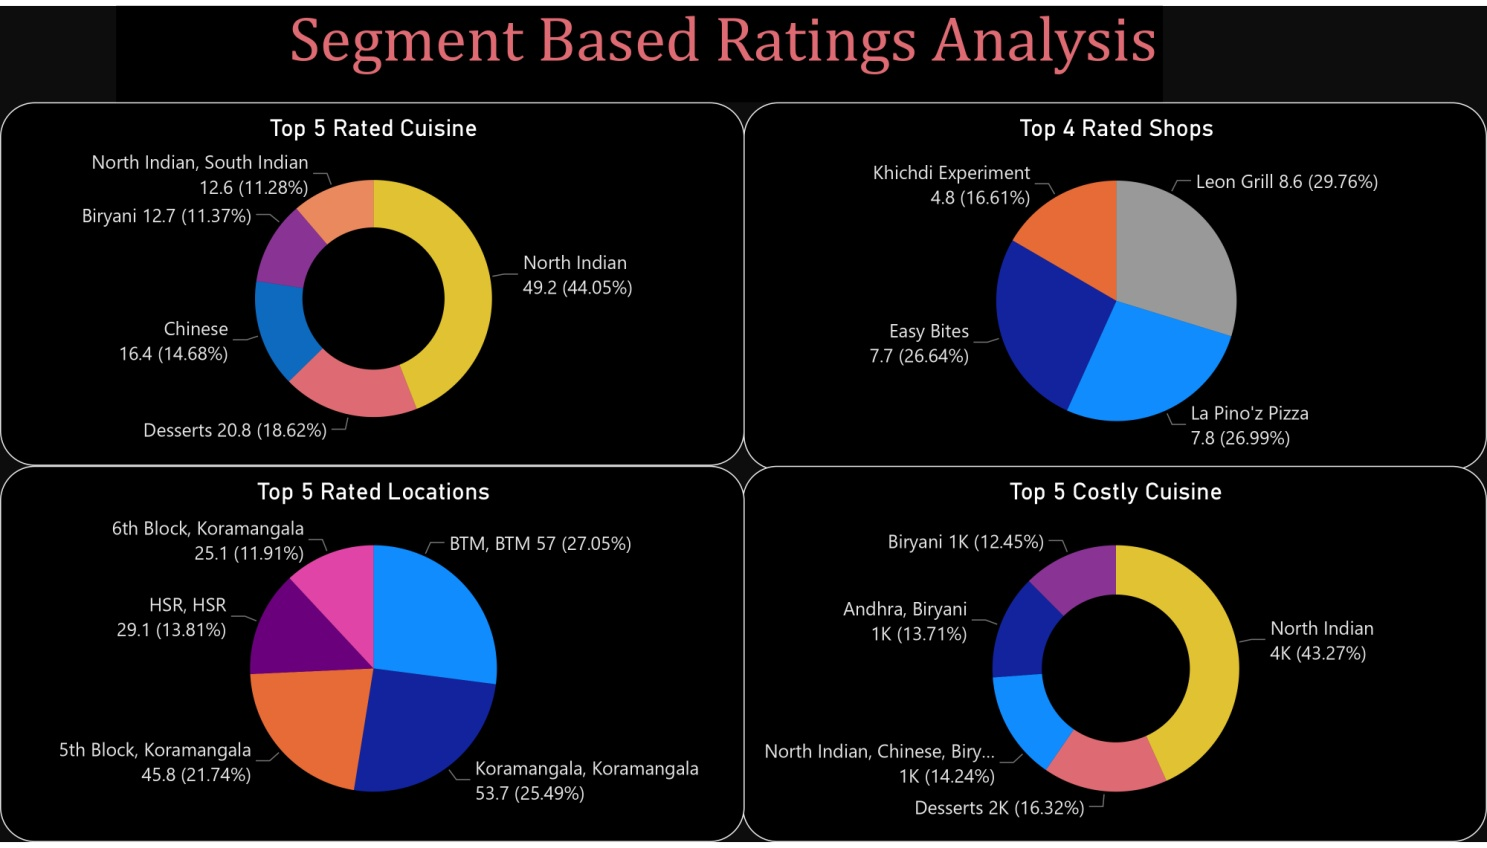 Segment Based Ratings Analysis
Top 5 Rated Cuisine
North Indian, South Indian
12.6 (11.28%)
Biryani 12.7 (11.37%)
North Indian
49.2 (44.05%)
Chinese
16.4 (14.68%)
Desserts 20.8 (18.62%)
Top 4 Rated Shops
Khichdi Experiment
4.8 (16.61%)
Leon Grill 8.6 (29.76%)
Easy Bites
7.7 (26.64%)
La Pino'z Pizza
7.8 (26.99%)
Top 5 Rated Locations
6th Block, Koramangala
25.1 (11.91%)
BTM, BTM 57 (27.05%)
HSR, HSR
29.1 (13.81%)
5th Block, Koramangala
45.8 (21.74%)
Koramangala, Koramangala
53.7 (25.49%)
Top 5 Costly Cuisine
Biryani 1K (12.45%)
Andhra, Biryani
1K (13.71%)
North Indian
4K (43.27%)
North Indian, Chinese, Biry...
1K (14.24%)
Desserts 2K (16.32%)